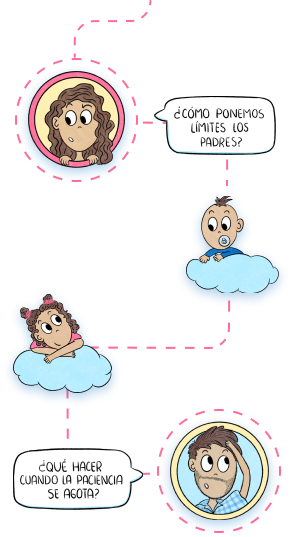 ¿CÓMO PONEMOS
LÍMITES LOS
PADRES?
¿QUÉ HACER
CUANDO LA PACIENCIA
SE AGOTA?